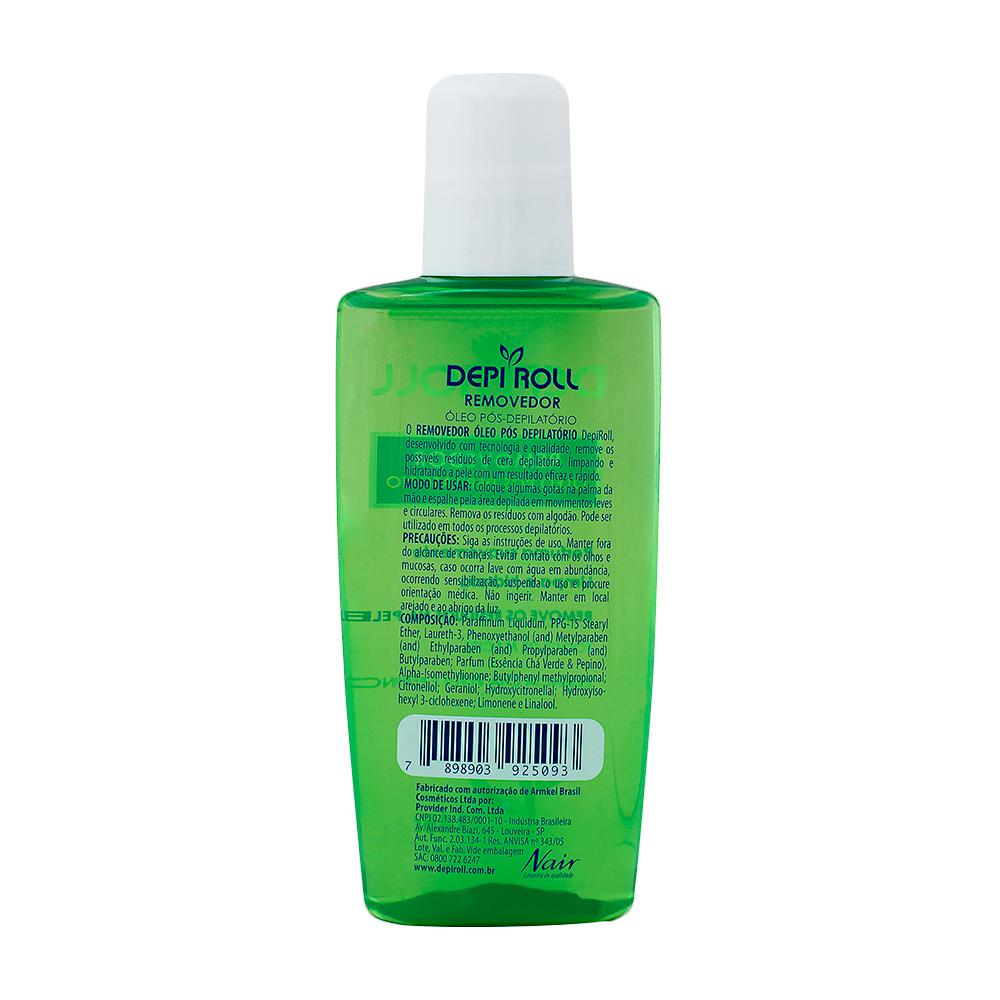 DEPI ROLL
REMOVEDOR
ÓLEO PÓS-DEPILATÓRIO
O REMOVEDOR ÓLEO PÓS DEPILATÓRIO DepiRoll,
desenvolvido com tecnologia e qualidade, remove os
possíveis resíduos de cera depilatória, limpando e
hidratando a pele com um resultado eficaz e rápido.
MODO DE USAR: Coloque algumas gotas na palma da
mão e espalhe pela área depilada em movimentos leves
e circulares. Remova os resíduos com algodão. Pode ser
utilizado em todos os processos depilatórios.
PRECAUÇÕES: Siga as instruções de uso. Manter fora
do alcance de crianças. Evitar contato com os olhos e
mucosas, caso ocorra lave com água em abundância,
ocorrendo sensibilização, suspenda o uso e procure
orientação médica. Não ingerir. Manter em local
arejado e ao abrigo da luz.
COMPOSIÇÃO: Paraffinum Liquidum, PPG-15 Stearyl
Ether, Laureth-3, Phenoxyethanol (and) Metylparaben
(and) Ethylparaben (and) Propylparaben (and)
Butylparaben; Parfum (Essência Chá Verde & Pepino),
Alpha-Isomethylionone; Butylphenyl methylpropional;
Citronellol; Geraniol; Hydroxycitronellal; Hydroxyiso-
hexyl 3-ciclohexene; Limonene e Linalool.
7 898903 925093
Fabricado com autorização de Armkel Brasil
Cosméticos Ltda por:
Provider Ind. Com. Ltda
CNPJ 02.138.483/0001-10 - Indústria Brasileira
Av. Alexandre Biazi, 645 - Louveira - SP
Aut. Func. 2.03.134-1 Res. ANVISA nº 343/05
Lote, Val. e Fab. Vide embalagem
SAC: 0800 722 6247
www.depiroll.com.br
Nair
Garantia de qualidade